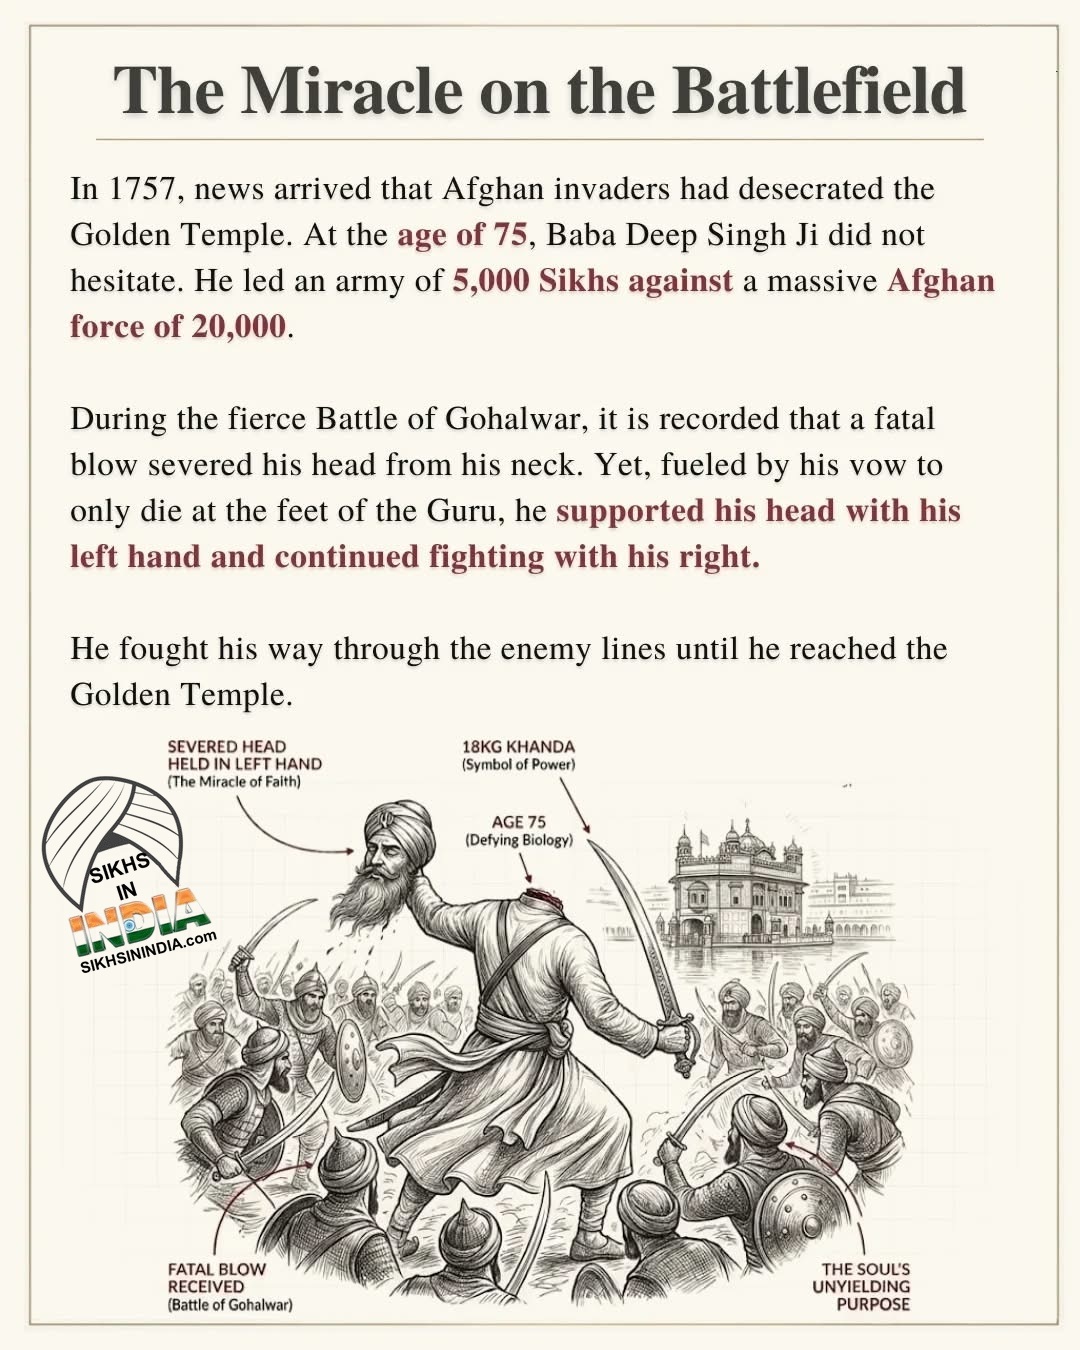 The Miracle on the Battlefield
In 1757, news arrived that Afghan invaders had desecrated the
Golden Temple. At the age of 75, Baba Deep Singh Ji did not
hesitate. He led an army of 5,000 Sikhs against a massive Afghan
force of 20,000.
During the fierce Battle of Gohalwar, it is recorded that a fatal
blow severed his head from his neck. Yet, fueled by his vow to
only die at the feet of the Guru, he supported his head with his
left hand and continued fighting with his right.
He fought his way through the enemy lines until he reached the
Golden Temple.
SEVERED HEAD
HELD IN LEFT HAND
(The Miracle of Faith)
18KG KHANDA
(Symbol of Power)
AGE 75
(Defying Biology)
SIKHS
IN
INDIA
SIKHSININDIA.com
FATAL BLOW
RECEIVED
(Battle of Gohalwar)
THE SOUL'S
UNYIELDING
PURPOSE